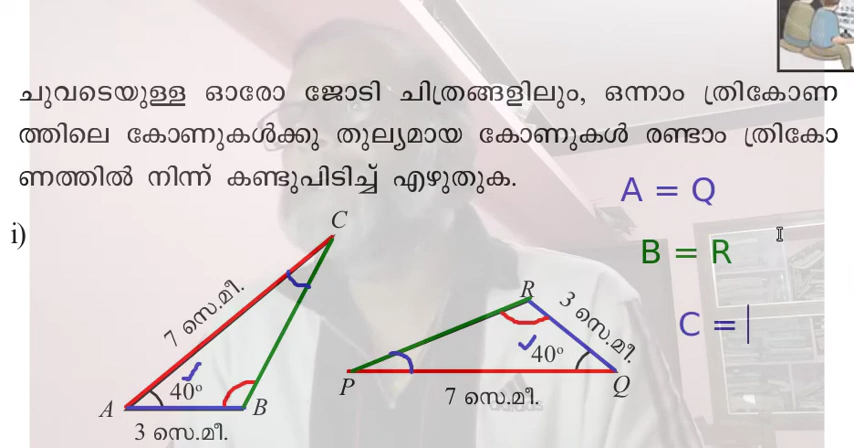 ചുവടെയുള്ള ഓരോ ജോടി ചിത്രങ്ങളിലും, ഒന്നാം ത്രികോണ
ത്തിലെ കോണുകൾക്കു തുല്യമായ കോണുകൾ രണ്ടാം ത്രികോ
ണത്തിൽ നിന്ന് കണ്ടുപിടിച്ച് എഴുതുക.
A = Q
i)
C
B = R
7 സെ.മീ.
R
3 സെ.മീ.
C =
40°
40°
P
Q
A
B
7 സെ.മീ.
3 സെ.മീ.